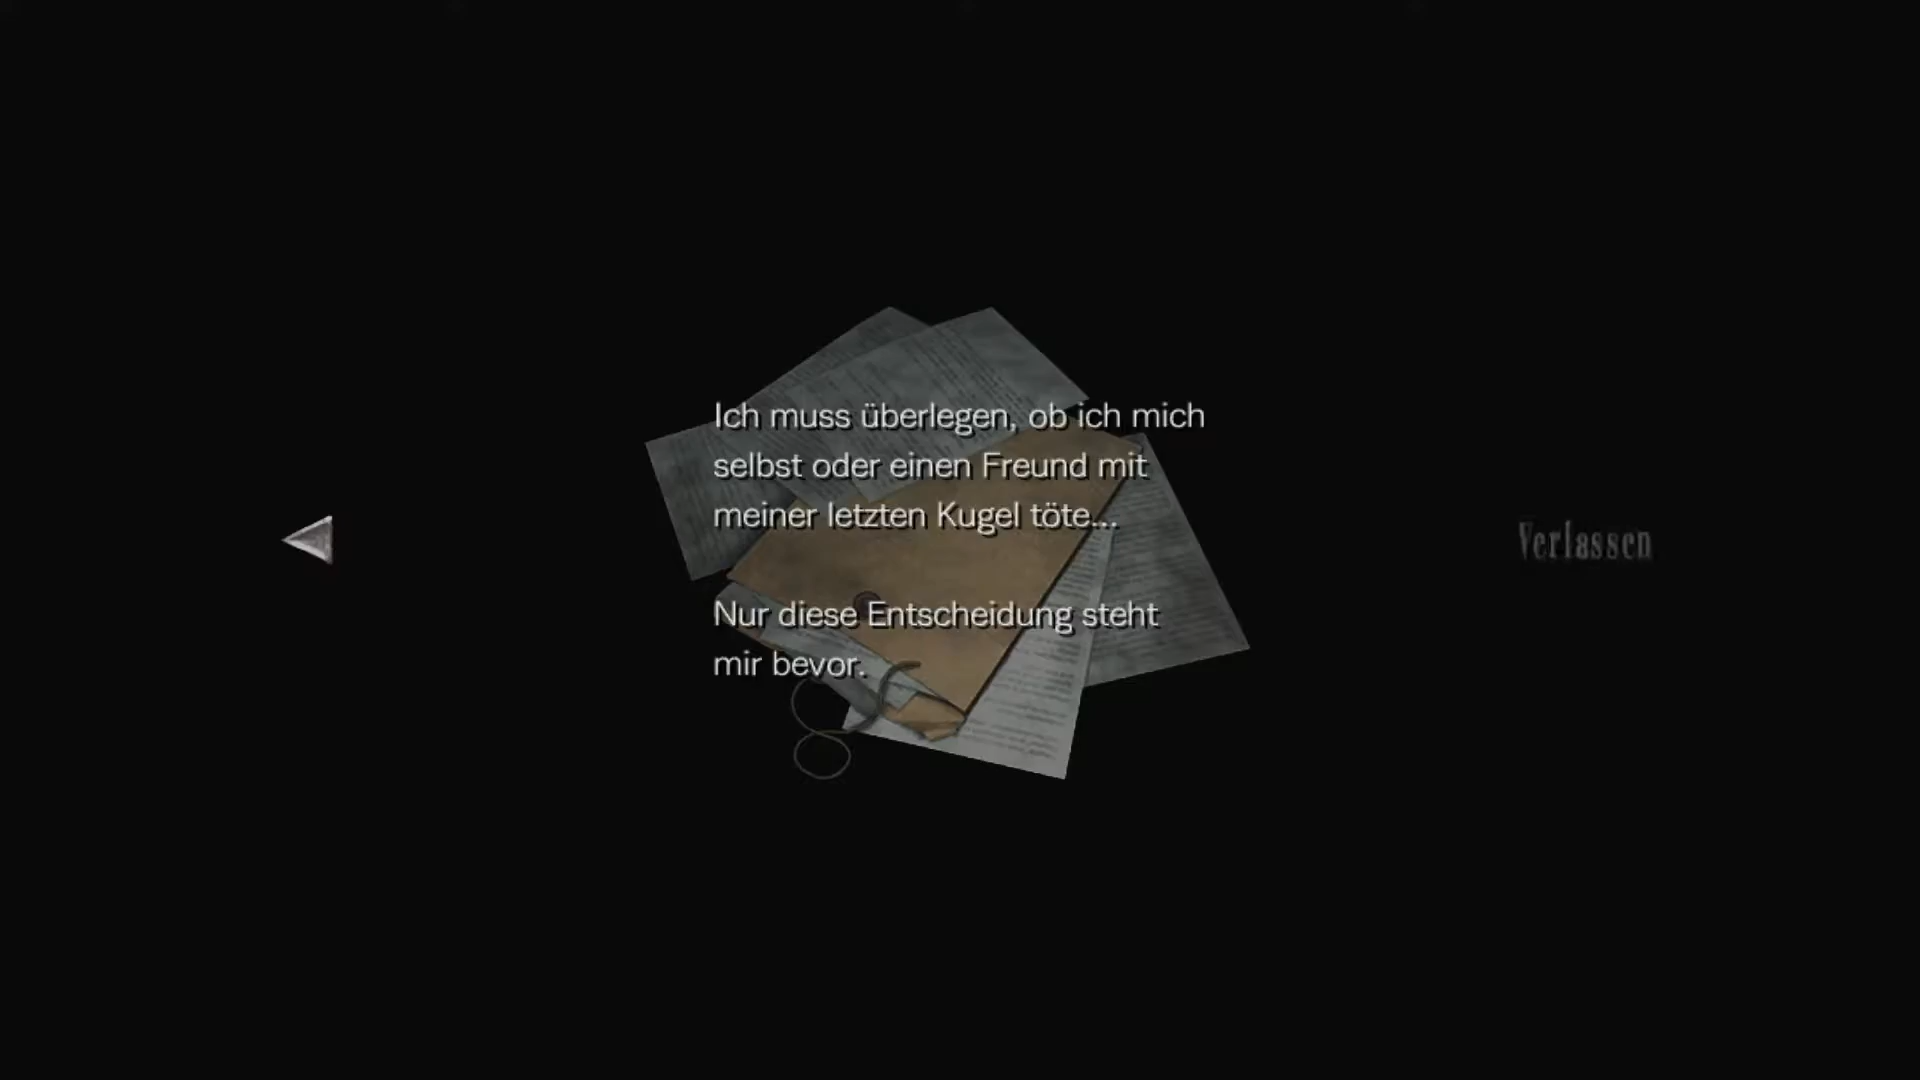 Ich muss überlegen, ob ich mich
selbst oder einen Freund mit
meiner letzten Kugel töte...
Nur diese Entscheidung steht
mir bevor.
Verlassen